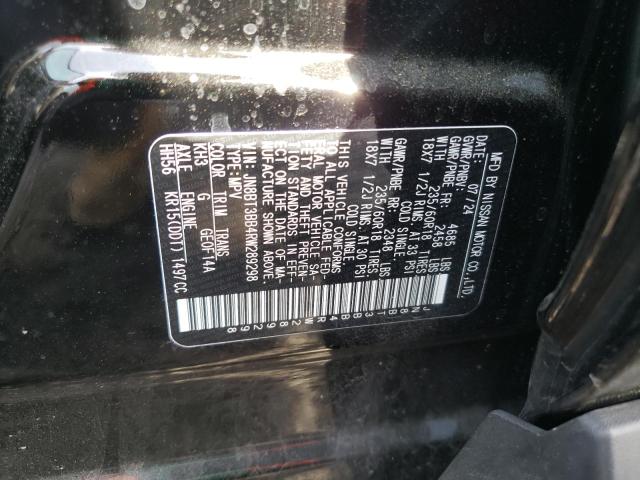 MFD BY NISSAN MOTOR CO.,LTD.
DATE: 07/24
GVWR/PNBV: 4685 LBS
GAWR/PNBE FR: 2458 LBS
WITH 235/60R18 TIRES
18X7 1/2J RIMS, AT 33 PSI
COLD SINGLE.
GAWR/PNBE RR: 2348 LBS
WITH 235/60R18 TIRES
18X7 1/2J RIMS, AT 30 PSI
COLD SINGLE.
THIS VEHICLE CONFORMS
TO ALL APPLICABLE FED-
ERAL MOTOR VEHICLE SA-
FETY AND THEFT PREVEN-
TION STANDARDS IN EFF-
ECT ON THE DATE OF MA-
NUFACTURE SHOWN ABOVE.
VIN: JN8BT3BB4RW289298
TYPE: MPV
COLOR TRIM TRANS
KH3 G GE0F14A
AXLE ENGINE
HH56 KR15(DDT) 1497CC
JN8BT3BB4RW289298